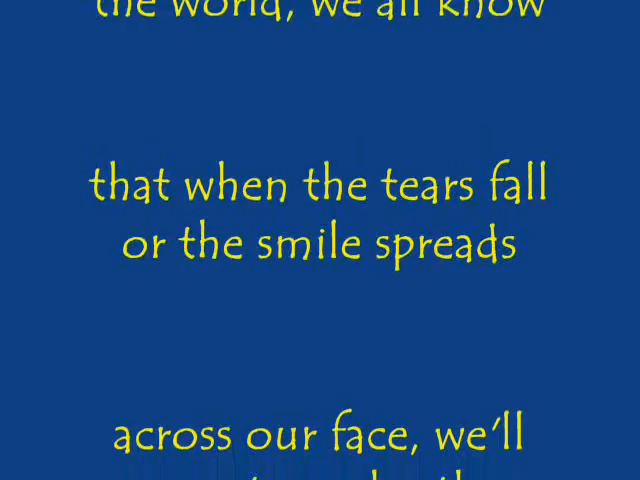 the world, we all know
that when the tears fall
or the smile spreads
across our face, we'll